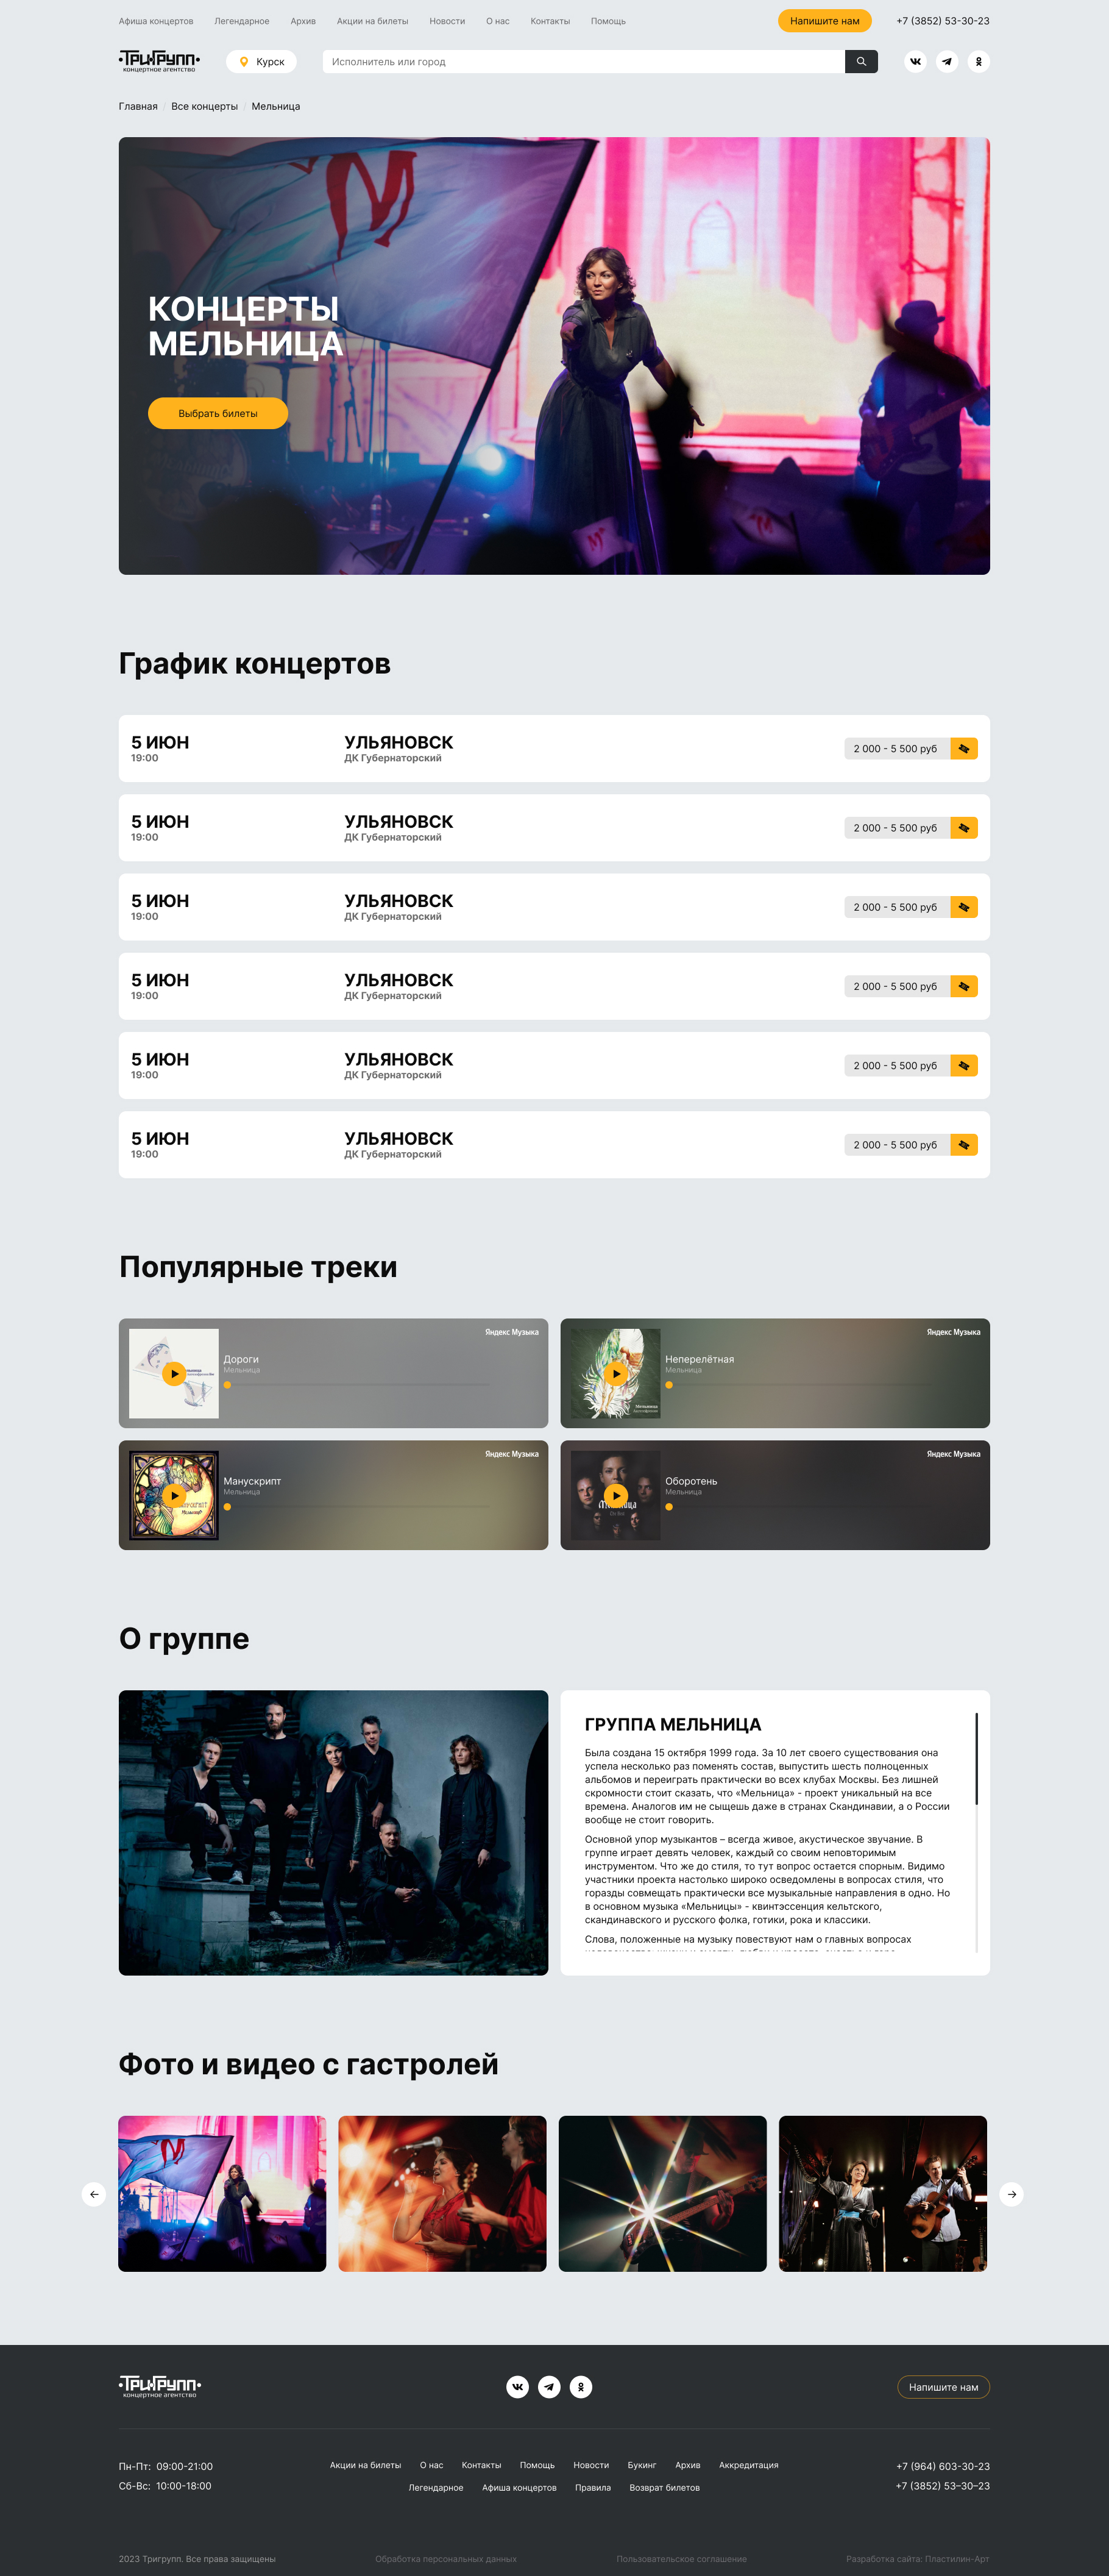 Афиша концертов Легендарное Архив Акции на билеты Новости О нас Контакты Помощь Напишите нам +7 (3852) 53-30-23
ТриГрупп
концертное агентство
Курск
Исполнитель или город
Главная / Все концерты / Мельница
КОНЦЕРТЫ
МЕЛЬНИЦА
Выбрать билеты
График концертов
5 ИЮН УЛЬЯНОВСК
19:00 ДК Губернаторский
2 000 - 5 500 руб
5 ИЮН УЛЬЯНОВСК
19:00 ДК Губернаторский
2 000 - 5 500 руб
5 ИЮН УЛЬЯНОВСК
19:00 ДК Губернаторский
2 000 - 5 500 руб
5 ИЮН УЛЬЯНОВСК
19:00 ДК Губернаторский
2 000 - 5 500 руб
5 ИЮН УЛЬЯНОВСК
19:00 ДК Губернаторский
2 000 - 5 500 руб
5 ИЮН УЛЬЯНОВСК
19:00 ДК Губернаторский
2 000 - 5 500 руб
Популярные треки
Яндекс Музыка
Дороги
Мельница
Яндекс Музыка
Неперелётная
Мельница
Яндекс Музыка
Манускрипт
Мельница
Яндекс Музыка
Оборотень
Мельница
О группе
ГРУППА МЕЛЬНИЦА
Была создана 15 октября 1999 года. За 10 лет своего существования она
успела несколько раз поменять состав, выпустить шесть полноценных
альбомов и переиграть практически во всех клубах Москвы. Без лишней
скромности стоит сказать, что «Мельница» - проект уникальный на все
времена. Аналогов им не сыщешь даже в странах Скандинавии, а о России
вообще не стоит говорить.
Основной упор музыкантов – всегда живое, акустическое звучание. В
группе играет девять человек, каждый со своим неповторимым
инструментом. Что же до стиля, то тут вопрос остается спорным. Видимо
участники проекта настолько широко осведомлены в вопросах стиля, что
горазды совмещать практически все музыкальные направления в одно. Но
в основном музыка «Мельницы» - квинтэссенция кельтского,
скандинавского и русского фолка, готики, рока и классики.
Слова, положенные на музыку повествуют нам о главных вопросах
Фото и видео с гастролей
ТриГрупп
концертное агентство
Напишите нам
Пн-Пт: 09:00-21:00
Сб-Вс: 10:00-18:00
Акции на билеты О нас Контакты Помощь Новости Букинг Архив Аккредитация
Легендарное Афиша концертов Правила Возврат билетов
+7 (964) 603-30-23
+7 (3852) 53–30–23
2023 Тригрупп. Все права защищены Обработка персональных данных Пользовательское соглашение Разработка сайта: Пластилин-Арт